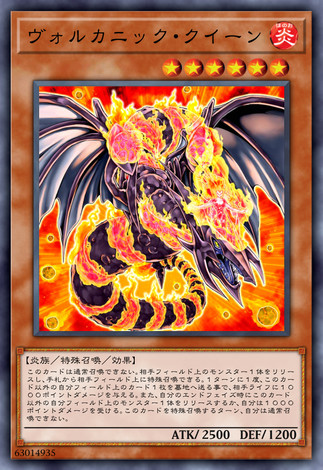 ヴォルカニック・クイーン
ほのお
炎
【炎族／特殊召喚／効果】
このカードは通常召喚できない。相手フィールド上のモンスター1体をリリー
スし、手札から相手フィールド上に特殊召喚できる。1ターンに1度、このカー
ド以外の自分フィールド上のカード1枚を墓地へ送る事で、相手ライフに10
00ポイントダメージを与える。また、自分のエンドフェイズ時にこのカード
以外の自分フィールド上のモンスター1体をリリースするか、自分は1000
ポイントダメージを受ける。このカードを特殊召喚するターン、自分は通常召
喚できない。
ATK/ 2500 DEF/1200
63014935